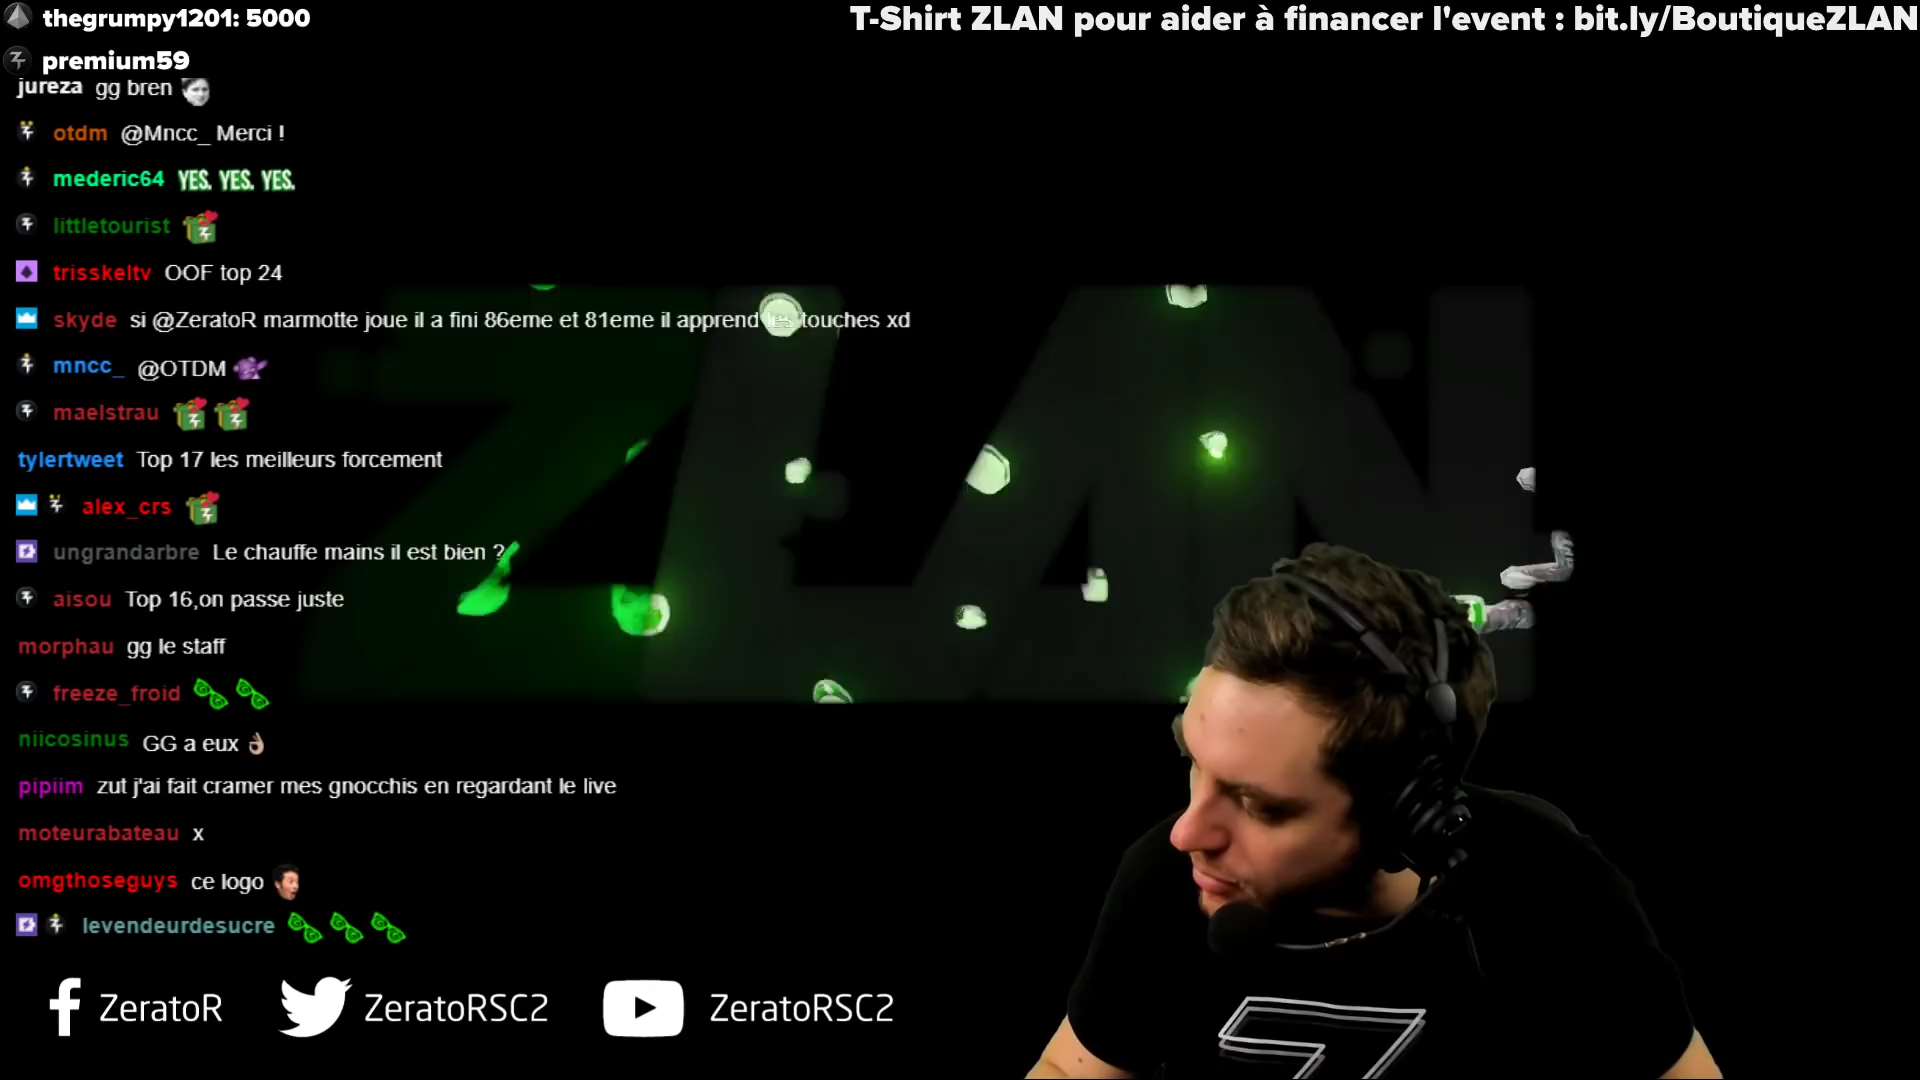 thegrumpy1201: 5000
T-Shirt ZLAN pour aider à financer l'event : bit.ly/BoutiqueZLAN
premium59
jureza gg bren
otdm @Mncc_ Merci !
mederic64 YES. YES. YES.
littletourist
trisskeltv OOF top 24
skyde si @ZeratoR marmotte joue il a fini 86eme et 81eme il apprend les touches xd
mncc_ @OTDM
maelstrau
tylertweet Top 17 les meilleurs forcement
alex_crs
ungrandarbre Le chauffe mains il est bien ?
aisou Top 16,on passe juste
morphau gg le staff
freeze_froid
niicosinus GG a eux
pipiim zut j'ai fait cramer mes gnocchis en regardant le live
moteurabateau x
omgthoseguys ce logo
levendeurdesucre
ZLAN
ZeratoR ZeratoRSC2 ZeratoRSC2